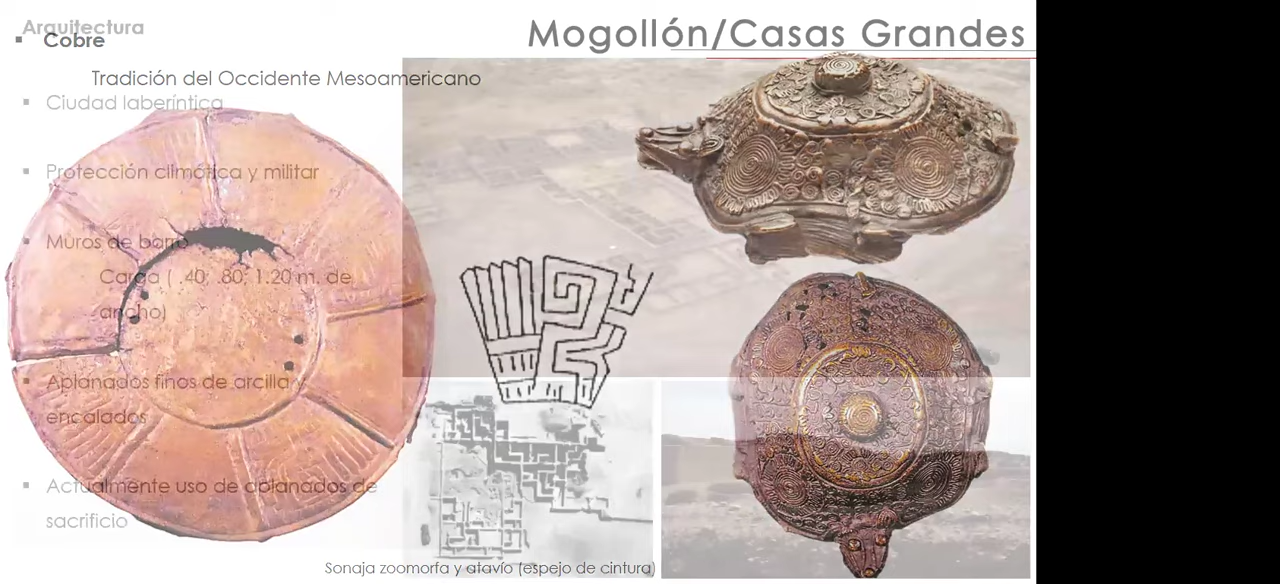 Arquitectura
Mogollón/Casas Grandes
▪ Cobre
Tradición del Occidente Mesoamericano
▪ Ciudad laberíntica
▪ Protección climática y militar
▪ Muros de barro
Carga ( .40; .80; 1.20 m. de
ancho)
▪ Aplanados finos de arcilla y
encalados
▪ Actualmente uso de aplanados de
sacrificio
Sonaja zoomorfa y atavío (espejo de cintura)